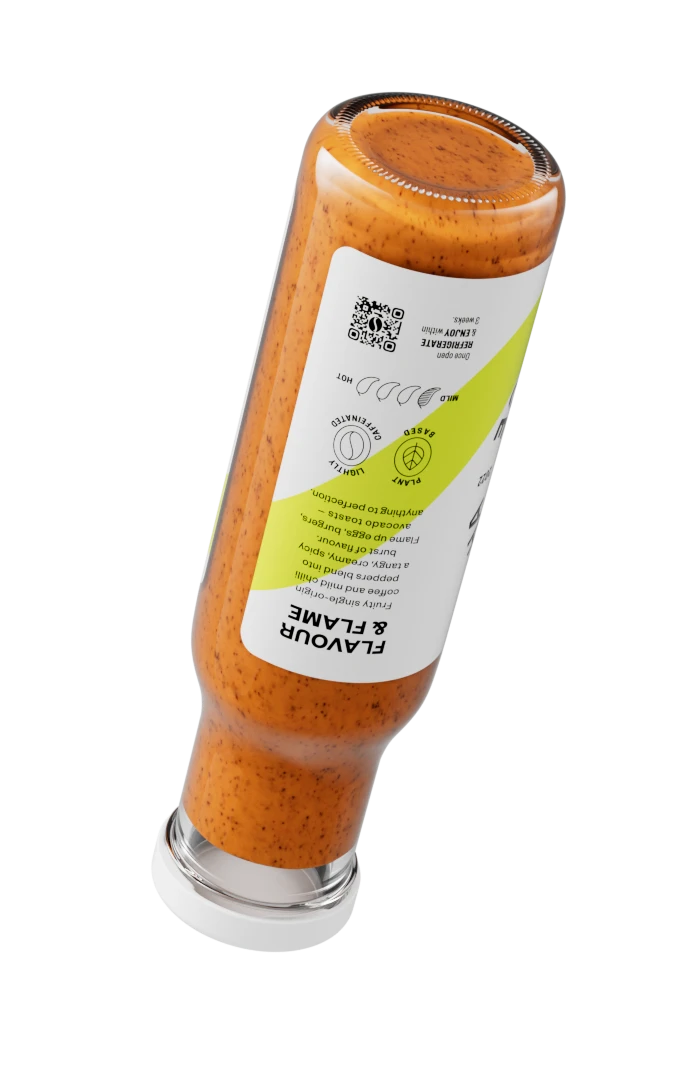 FLAVOUR
& FLAME
Fruity single-origin
coffee and mild chilli
peppers blend into
a tangy, creamy, spicy
burst of flavour.
Flame up eggs, burgers,
avocado toasts –
anything to perfection.
LIGHTLY
CAFFEINATED
PLANT
BASED
MILD
HOT
Once open
REFRIGERATE
& ENJOY within
3 weeks.